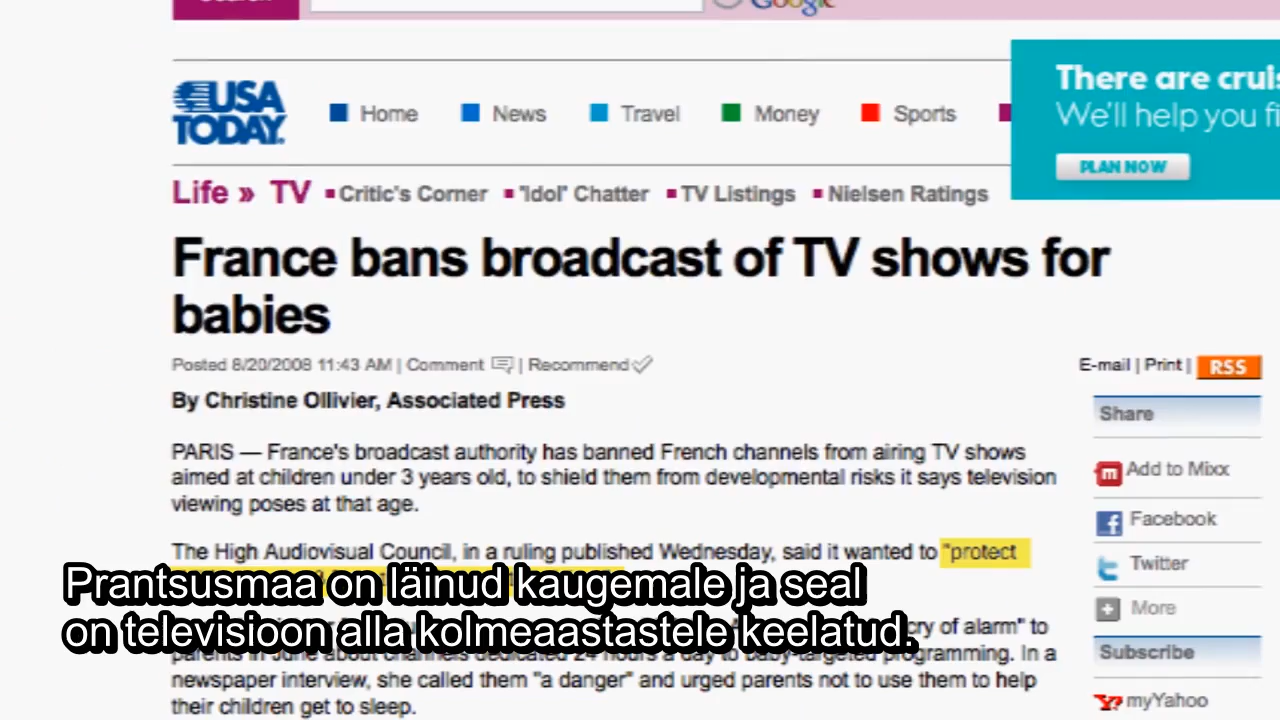 Search
Google
USA
TODAY
Home News Travel Money Sports
There are
We'll help you
PLAN NOW
Life » TV Critic's Corner 'Idol' Chatter TV Listings Nielsen Ratings
France bans broadcast of TV shows for
babies
Posted 8/20/2008 11:43 AM | Comment | Recommend
E-mail | Print | RSS
By Christine Ollivier, Associated Press
PARIS — France's broadcast authority has banned French channels from airing TV shows
aimed at children under 3 years old, to shield them from developmental risks it says television
viewing poses at that age.
The High Audiovisual Council, in a ruling published Wednesday, said it wanted to "protect
Share
Add to Mixx
Facebook
Twitter
More
Subscribe
myYahoo
Prantsusmaa on läinud kaugemale ja seal
on televisioon alla kolmeaastastele keelatud.
cry of alarm" to
parents in June about channels dedicated 24 hours a day to baby-targeted programming. In a
newspaper interview, she called them "a danger" and urged parents not to use them to help
their children get to sleep.